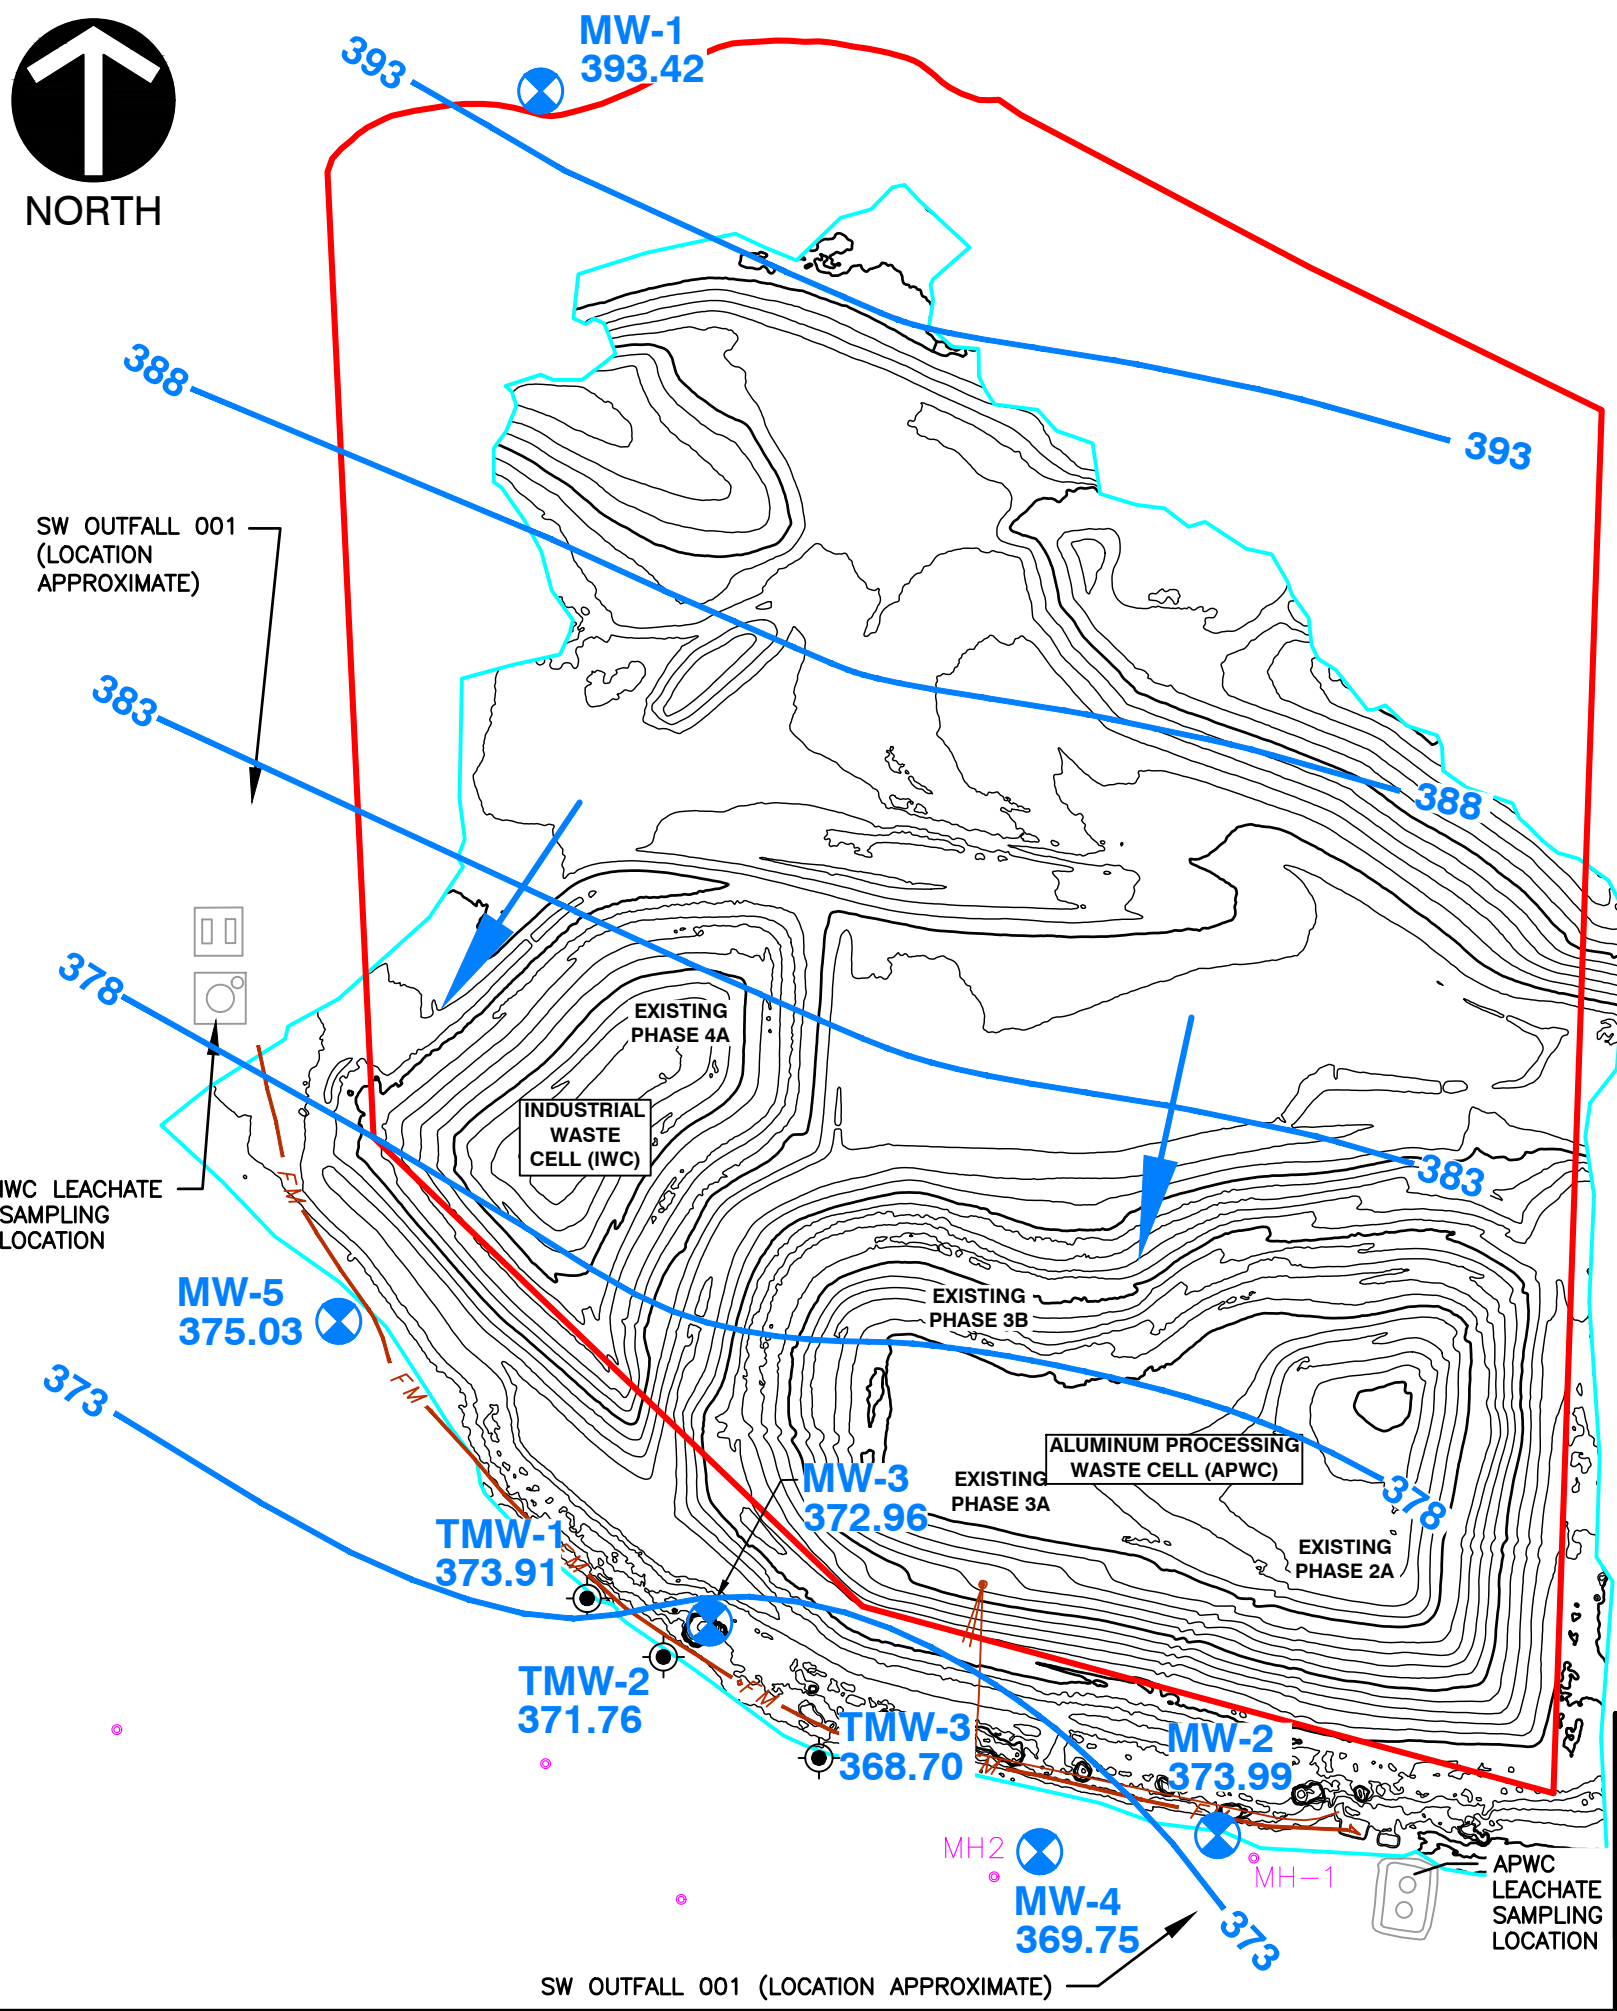 MW-1
393.42
393
NORTH
388
393
SW OUTFALL 001
(LOCATION
APPROXIMATE)
383
388
378
EXISTING
PHASE 4A
INDUSTRIAL
WASTE
CELL (IWC)
383
IWC LEACHATE
SAMPLING
LOCATION
FM
MW-5
375.03
EXISTING
PHASE 3B
373
FM
ALUMINUM PROCESSING
WASTE CELL (APWC)
MW-3
372.96
EXISTING
PHASE 3A
378
TMW-1
373.91
FM
EXISTING
PHASE 2A
TMW-2
371.76
FM
TMW-3
368.70
M
MW-2
373.99
F
MH2
MH-1
MW-4
369.75
373
APWC
LEACHATE
SAMPLING
LOCATION
SW OUTFALL 001 (LOCATION APPROXIMATE)